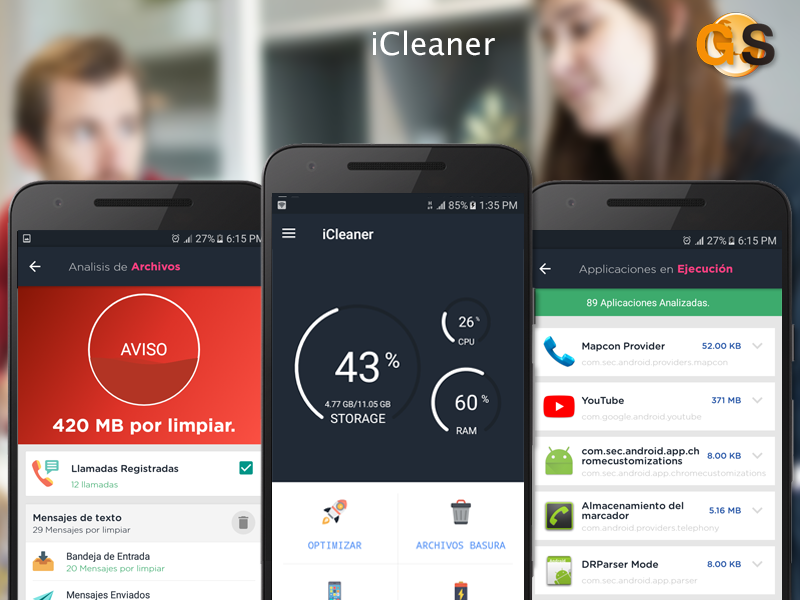 iCleaner
GS
27% 6:15 PM
Analisis de Archivos
AVISO
420 MB por limpiar.
Llamadas Registradas
12 llamadas
Mensajes de texto
29 Mensajes por limpiar
Bandeja de Entrada
20 Mensajes por limpiar
Mensajes Enviados
85% 1:35 PM
iCleaner
43%
4.77 GB/11.05 GB
STORAGE
26%
CPU
60%
RAM
OPTIMIZAR
ARCHIVOS BASURA
27% 6:15 PM
Applicaciones en Ejecución
89 Aplicaciones Analizadas.
Mapcon Provider 52.00 KB
com.sec.android.providers.mapcon
YouTube 371 MB
com.google.android.youtube
com.sec.android.app.ch
romecustomizations 8.00 KB
com.sec.android.app.chromecustomizations
Almacenamiento del
marcador 5.16 MB
com.android.providers.telephony
DRParser Mode 8.00 KB
com.sec.android.app.parser